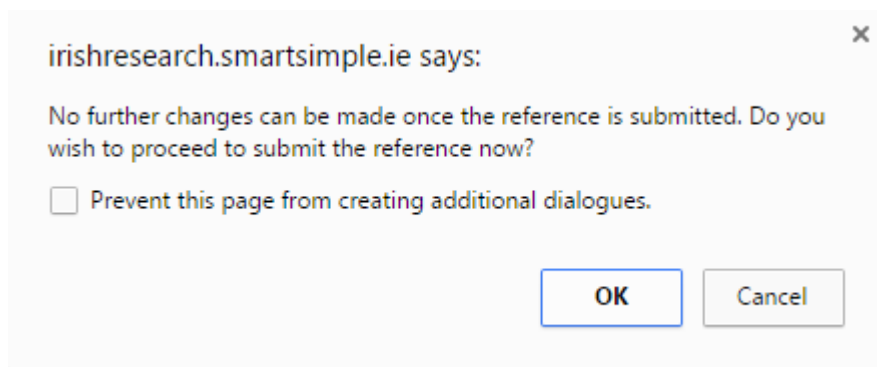 irishresearch.smartsimple.ie says:
No further changes can be made once the reference is submitted. Do you
wish to proceed to submit the reference now?
Prevent this page from creating additional dialogues.
OK
Cancel